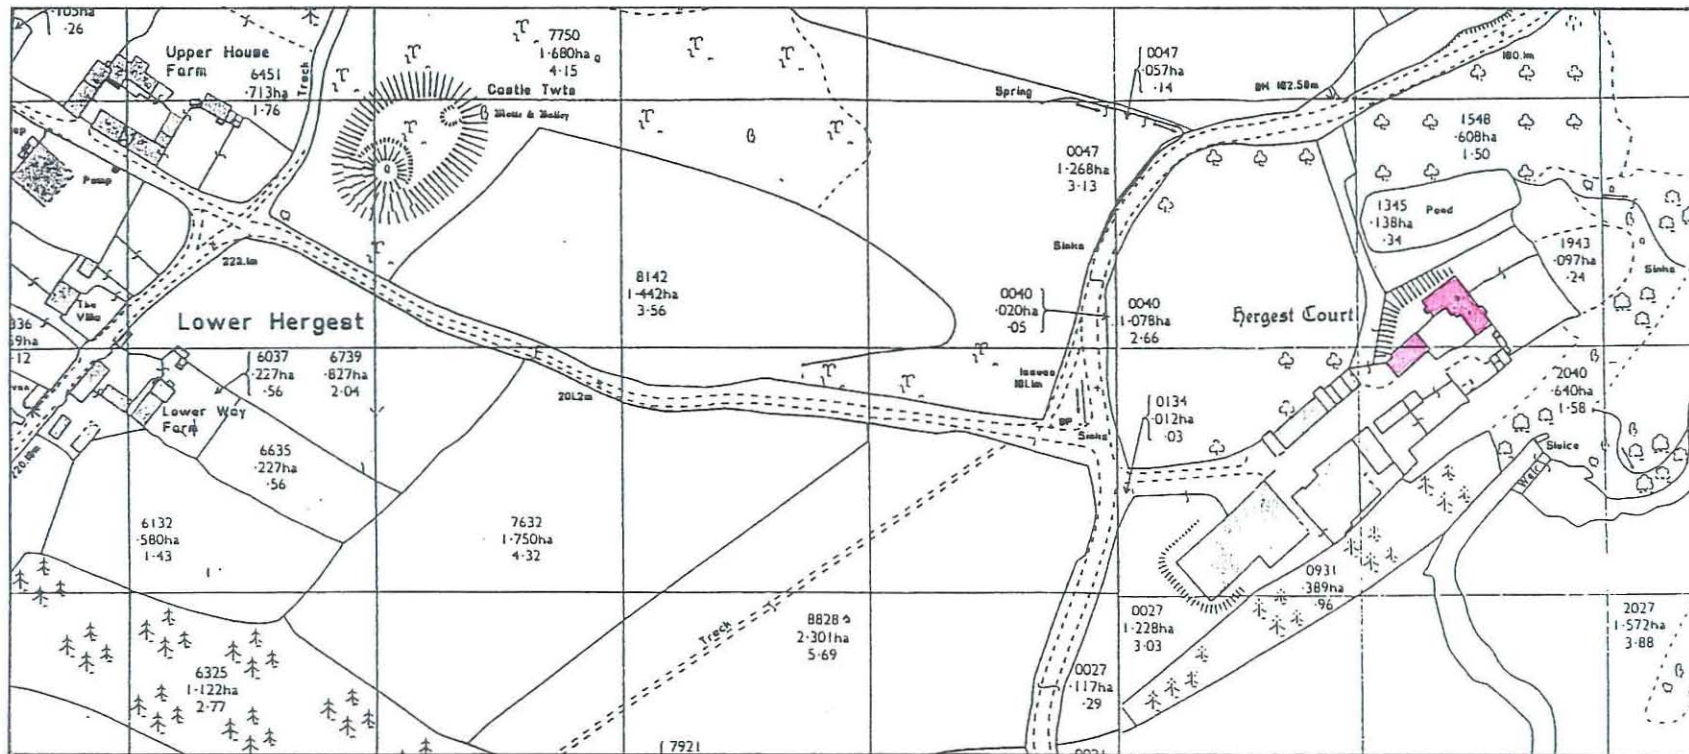 ·105ha
·26
Upper House
Farm
6451
·713ha
1·76
Track
7750
1·680ha
4·15
Castle Twts
Motte & Bailey
Spring
0047
·057ha
·14
BM 182.58m
180.1m
1548
·608ha
1·50
0047
1·268ha
3·13
1345
·138ha
·34
Pond
1943
·097ha
·24
Sinks
Pump
223.1m
The
Villa
Lower Hergest
8142
1·442ha
3·56
Sinks
0040
·020ha
·05
0040
1·078ha
2·66
Hergest Court
6037
·227ha
·56
6739
·827ha
2·04
201.2m
Issues
181.1m
Lower Way
Farm
BP
Sinks
0134
·012ha
·03
2040
·640ha
1·58
Sluice
Weir
6635
·227ha
·56
6132
·580ha
1·43
7632
1·750ha
4·32
0931
·389ha
·96
Track
8828
2·301ha
5·69
0027
1·228ha
3·03
2027
1·572ha
3·88
6325
1·122ha
2·77
0027
·117ha
·29
7921